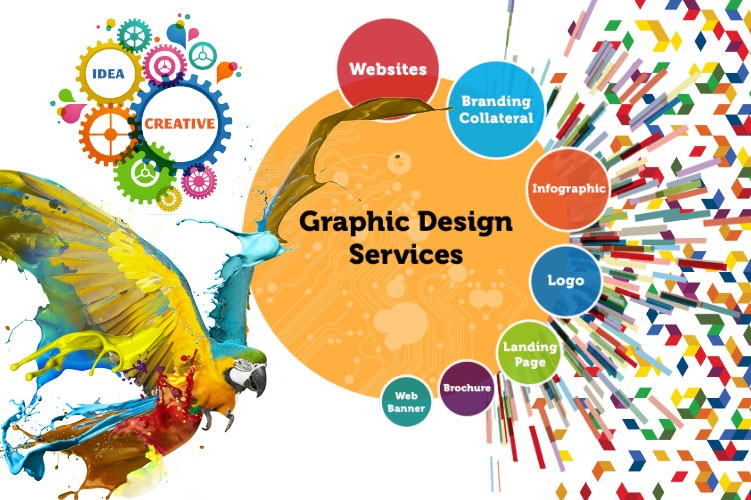 IDEA
CREATIVE
Websites
Branding
Collateral
Infographic
Graphic Design
Services
Logo
Landing
Page
Brochure
Web
Banner